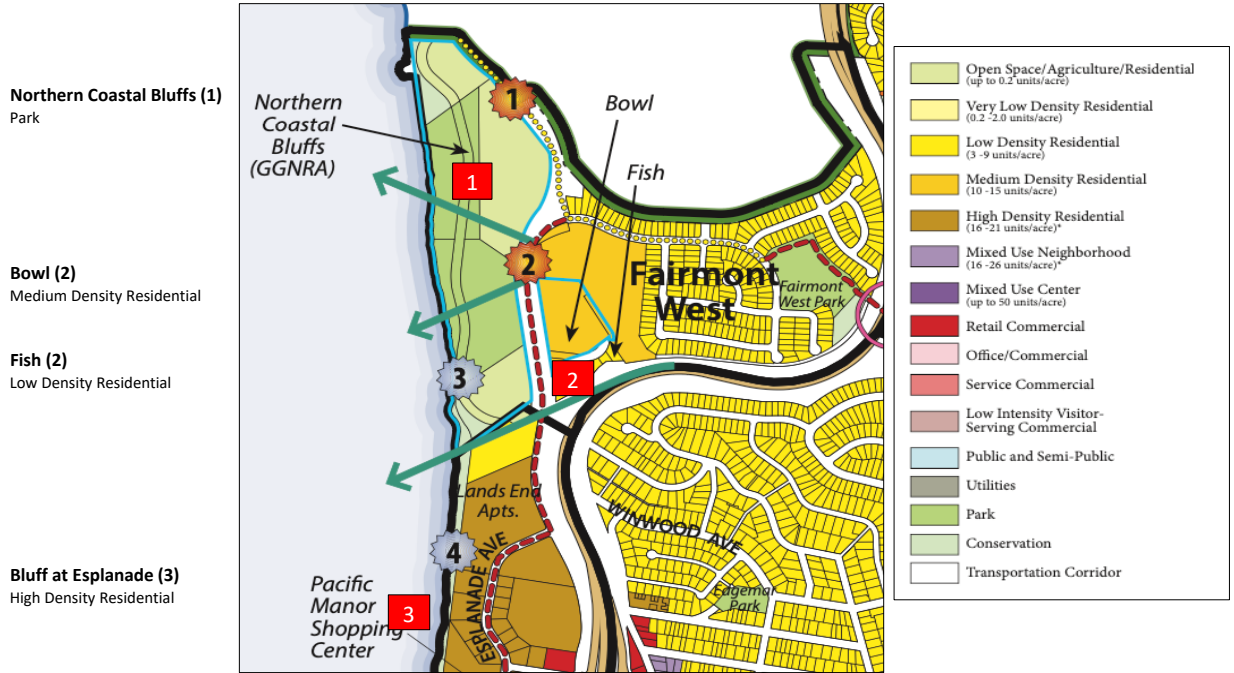 Northern Coastal Bluffs (1)
Park
Bowl (2)
Medium Density Residential
Fish (2)
Low Density Residential
Bluff at Esplanade (3)
High Density Residential
Northern
Coastal
Bluffs
(GGNRA)
1
Bowl
Fish
1
2
Fairmont
West
Fairmont
West Park
3
2
Lands End
Apts.
WINWOOD AVE
4
ESPLANADE AVE
Edgemar
Park
Pacific
Manor
Shopping
Center
3
Open Space/Agriculture/Residential
(up to 0.2 units/acre)
Very Low Density Residential
(0.2 -2.0 units/acre)
Low Density Residential
(3 -9 units/acre)
Medium Density Residential
(10 -15 units/acre)
High Density Residential
(16 -21 units/acre)*
Mixed Use Neighborhood
(16 -26 units/acre)*
Mixed Use Center
(up to 50 units/acre)
Retail Commercial
Office/Commercial
Service Commercial
Low Intensity Visitor-
Serving Commercial
Public and Semi-Public
Utilities
Park
Conservation
Transportation Corridor